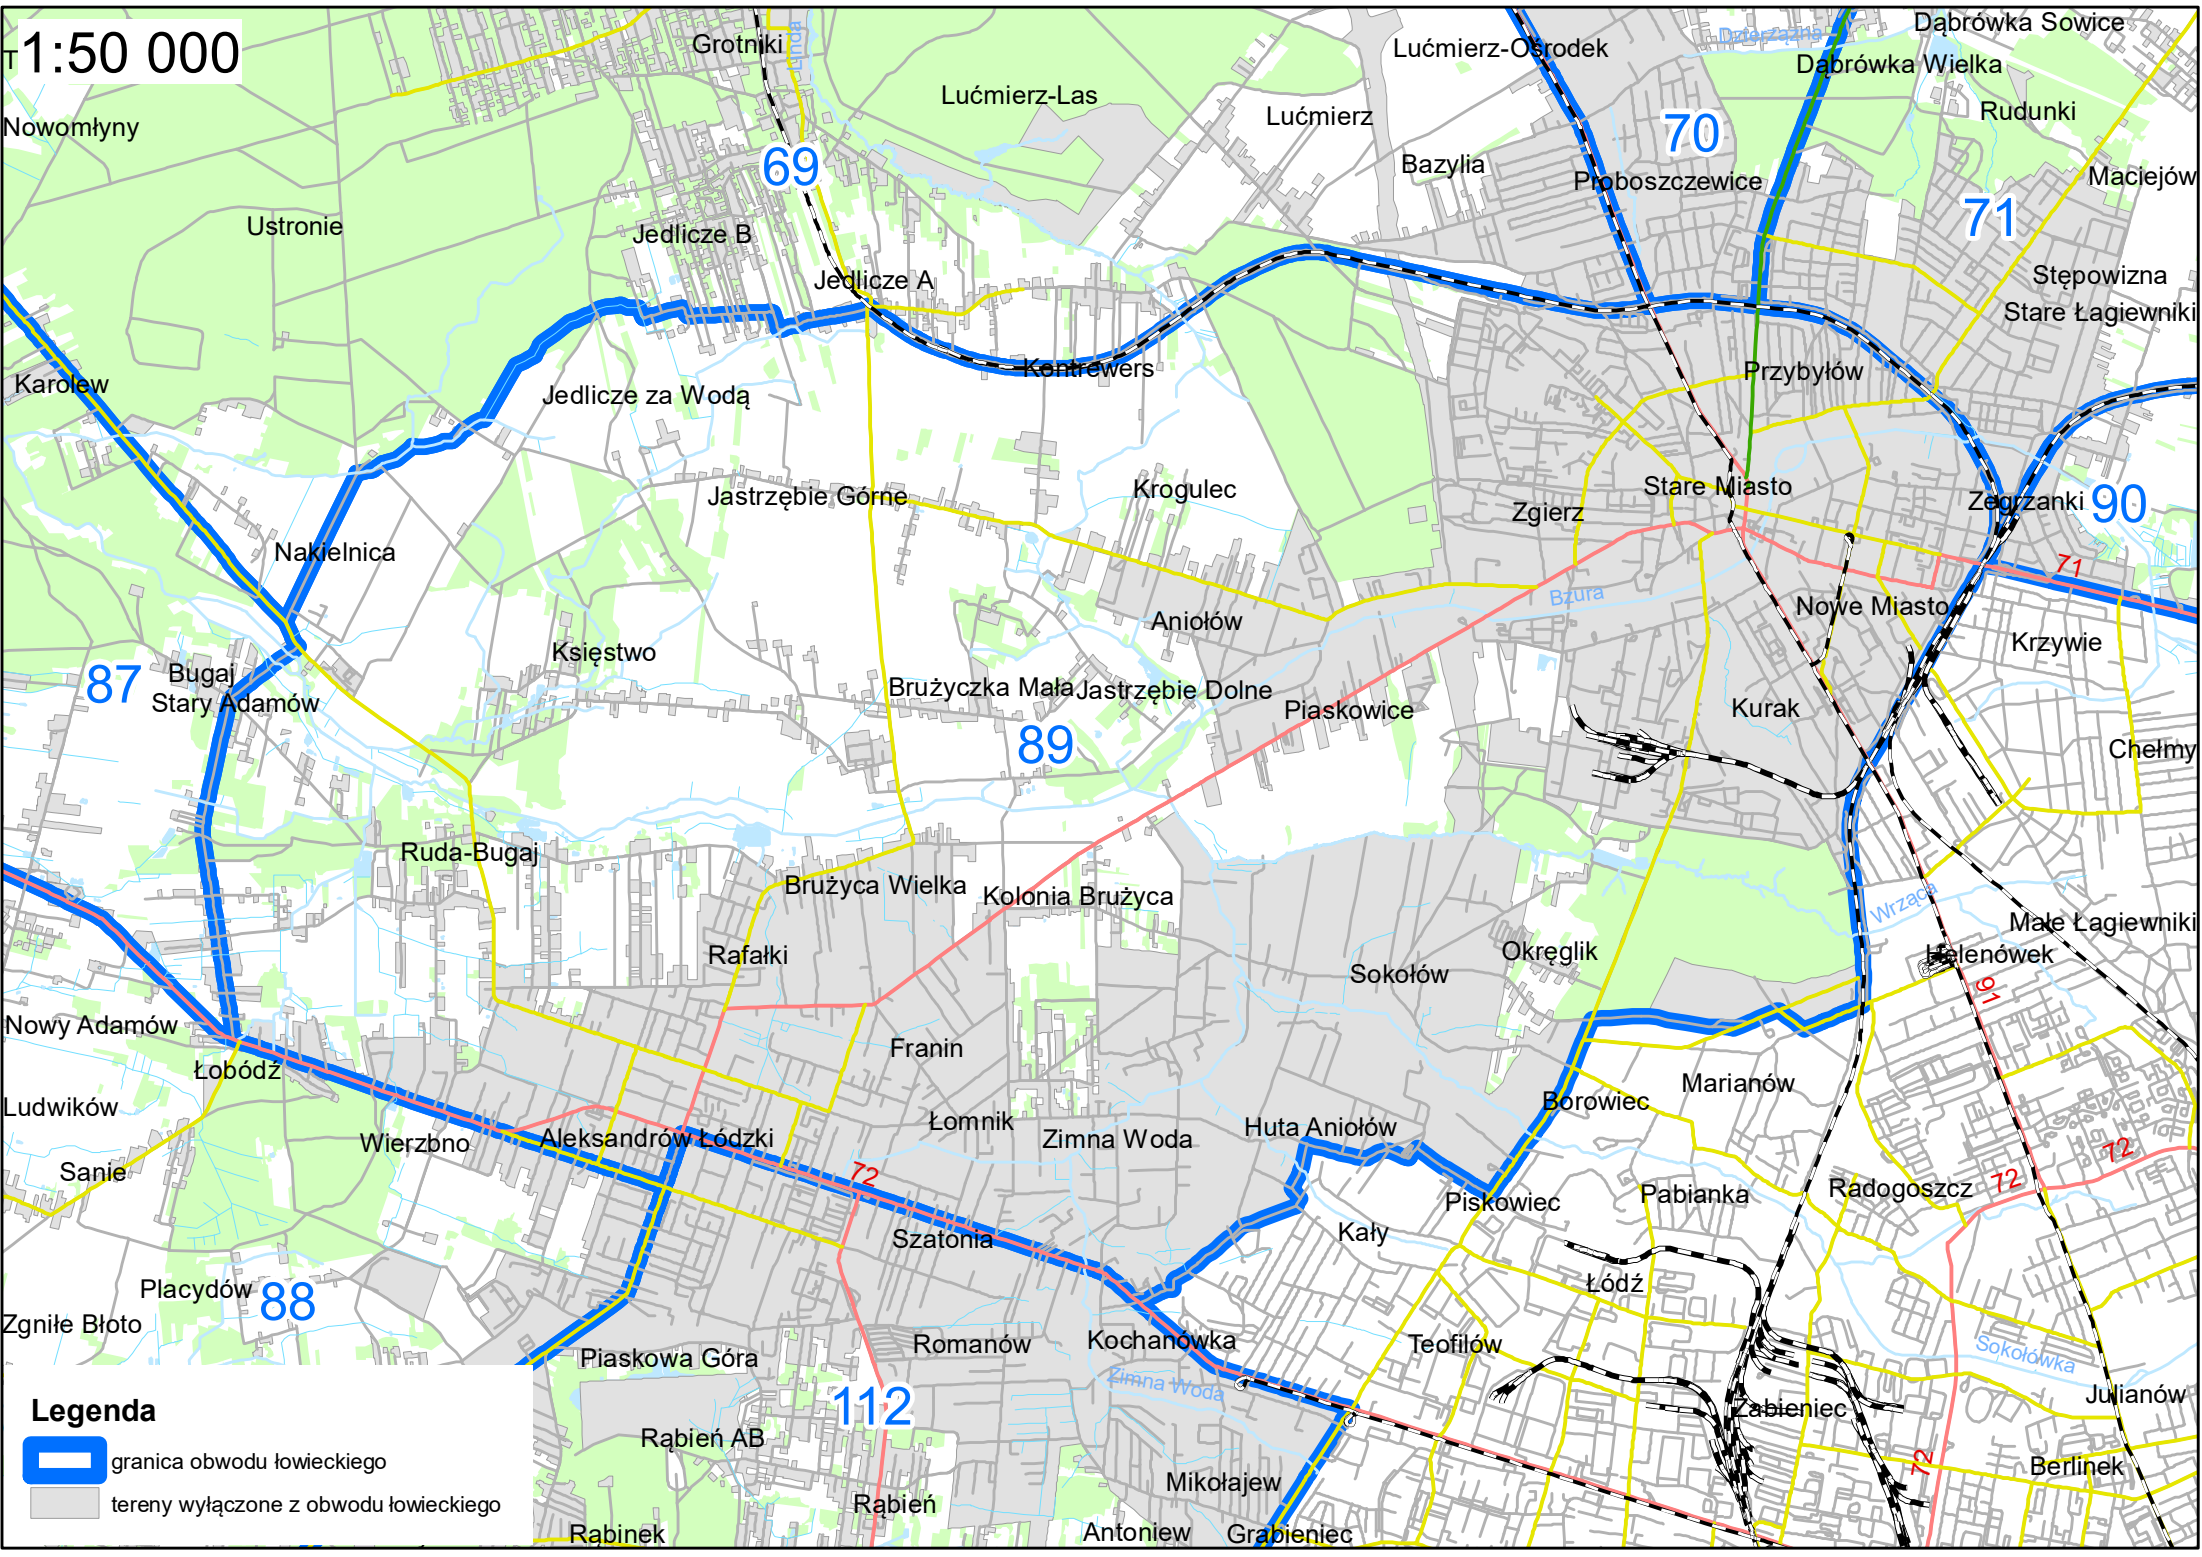 T
1:50 000
Grotniki
Linda
Lućmierz-Ośrodek
Dzierżązna
Dąbrówka Sowice
Dąbrówka Wielka
Lućmierz-Las
Lućmierz
Rudunki
Nowomłyny
70
69
Bazylia
Proboszczewice
Maciejów
Ustronie
Jedlicze B
71
Jedlicze A
Stępowizna
Stare Łagiewniki
Karolew
Kontrewers
Przybyłów
Jedlicze za Wodą
Jastrzębie Górne
Krogulec
Stare Miasto
Zgierz
Zegrzanki
90
Nakielnica
71
Bzura
Nowe Miasto
Aniołów
Krzywie
Księstwo
87
Bugaj
Stary Adamów
Brużyczka Mała
Jastrzębie Dolne
Piaskowice
Kurak
89
Chełmy
Ruda-Bugaj
Brużyca Wielka
Kolonia Brużyca
Wrząca
Małe Łagiewniki
Rafałki
Okręglik
Helenówek
Sokołów
91
Nowy Adamów
Franin
Łobódź
Marianów
Ludwików
Borowiec
Łomnik
Huta Aniołów
Wierzbno
Aleksandrów Łódzki
Zimna Woda
72
Sanie
72
72
Radogoszcz
Pabianka
Piskowiec
Szatonia
Kały
Placydów
88
Łódź
Zgniłe Błoto
Romanów
Kochanówka
Teofilów
Piaskowa Góra
Sokołówka
Zimna Woda
Julianów
112
Żabieniec
Legenda
Rąbień AB
granica obwodu łowieckiego
Mikołajew
72
Berlinek
tereny wyłączone z obwodu łowieckiego
Rąbień
Rąbinek
Antoniew
Grabieniec